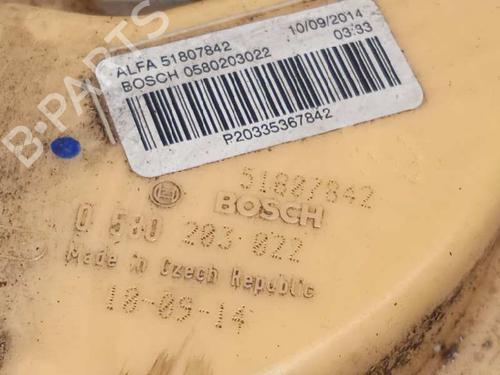 ALFA 51807842
BOSCH 0580203022
10/09/2014
03:33
P20335367842
B-PARTS
51807842
BOSCH
0 580 203 022
Made in Czech Republic
10-09-14